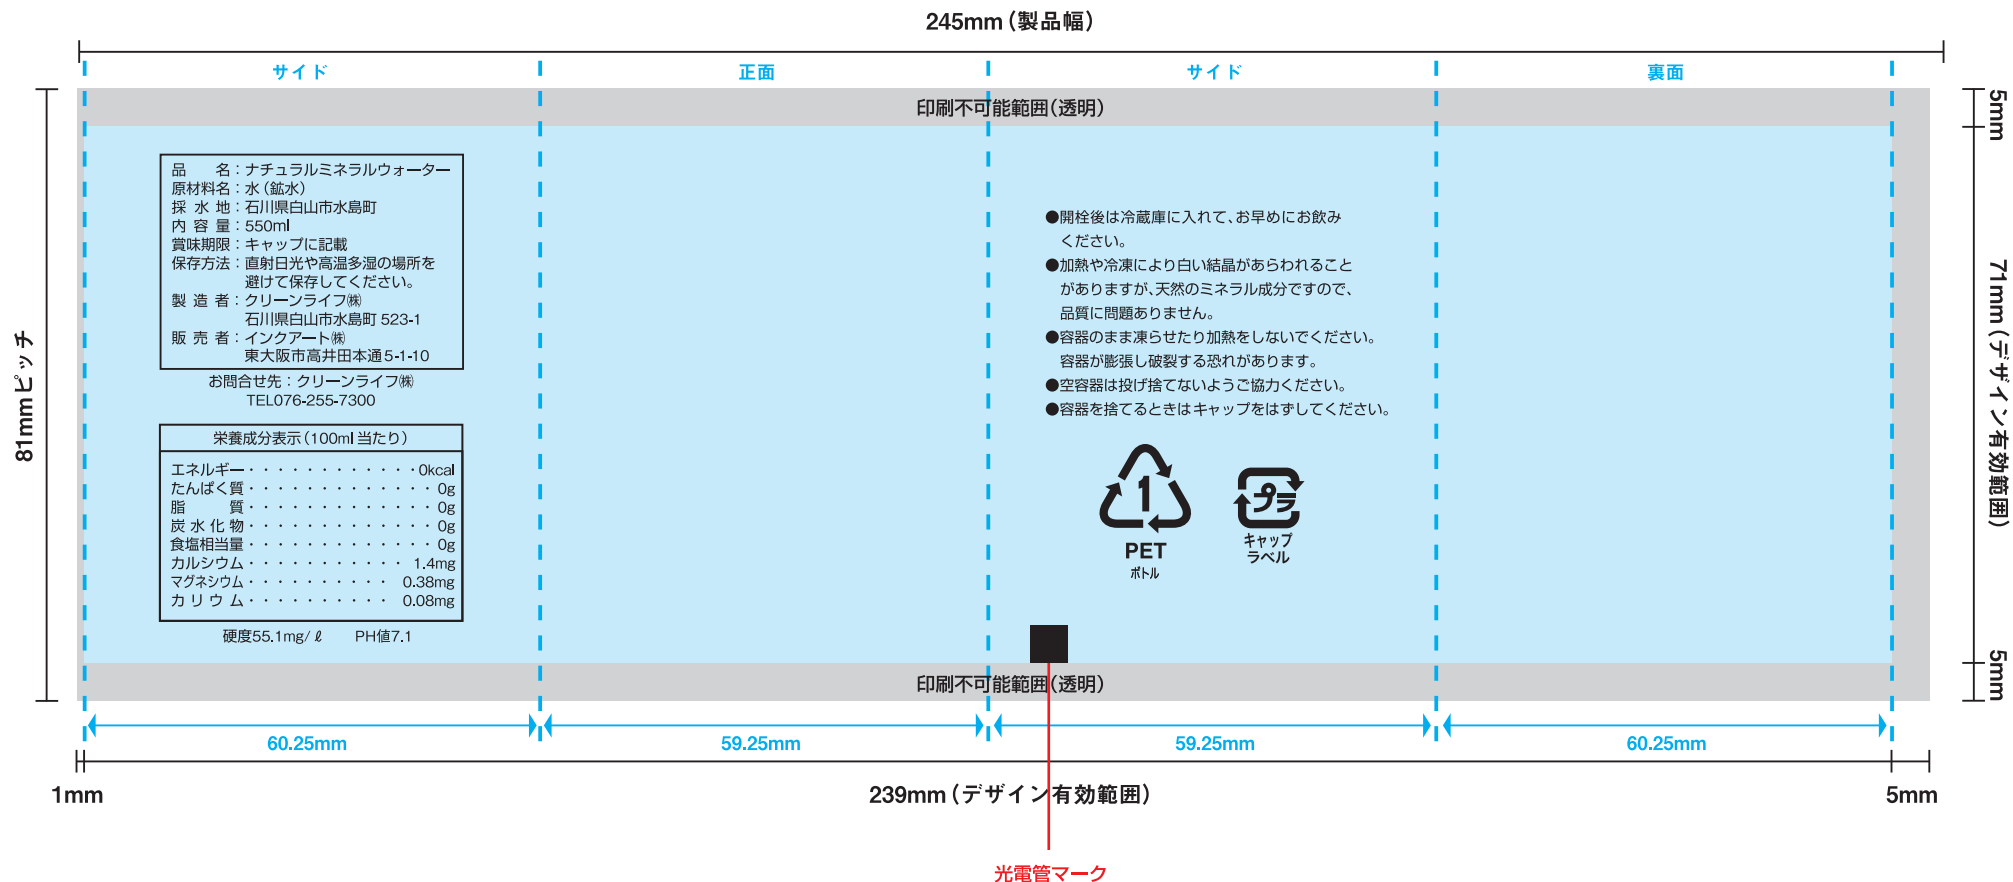 245mm（製品幅）
サイド
正面
サイド
裏面
印刷不可能範囲（透明）
5mm
71mm（デザイン有効範囲）
5mm
81mmピッチ
品　　名：ナチュラルミネラルウォーター
原材料名：水（鉱水）
採 水 地：石川県白山市水島町
内 容 量：550ml
賞味期限：キャップに記載
保存方法：直射日光や高温多湿の場所を
避けて保存してください。
製 造 者：クリーンライフ㈱
石川県白山市水島町 523-1
販 売 者：インクアート㈱
東大阪市高井田本通5-1-10
お問合せ先：クリーンライフ㈱
TEL076-255-7300
栄養成分表示（100ml 当たり）
エネルギー・・・・・・・・・・・・0kcal
たんぱく質・・・・・・・・・・・・・0g
脂　　質・・・・・・・・・・・・・0g
炭 水 化 物・・・・・・・・・・・・・0g
食塩相当量・・・・・・・・・・・・・0g
カルシウム・・・・・・・・・・・1.4mg
マグネシウム・・・・・・・・・・0.38mg
カ リ ウ ム・・・・・・・・・・0.08mg
硬度55.1mg/ℓ　　PH値7.1
●開栓後は冷蔵庫に入れて、お早めにお飲み
ください。
●加熱や冷凍により白い結晶があらわれること
がありますが、天然のミネラル成分ですので、
品質に問題ありません。
●容器のまま凍らせたり加熱をしないでください。
容器が膨張し破裂する恐れがあります。
●空容器は投げ捨てないようご協力ください。
●容器を捨てるときはキャップをはずしてください。
1
PET
ボトル
プラ
キャップ
ラベル
印刷不可能範囲（透明）
60.25mm
59.25mm
59.25mm
60.25mm
1mm
239mm（デザイン有効範囲）
5mm
光電管マーク